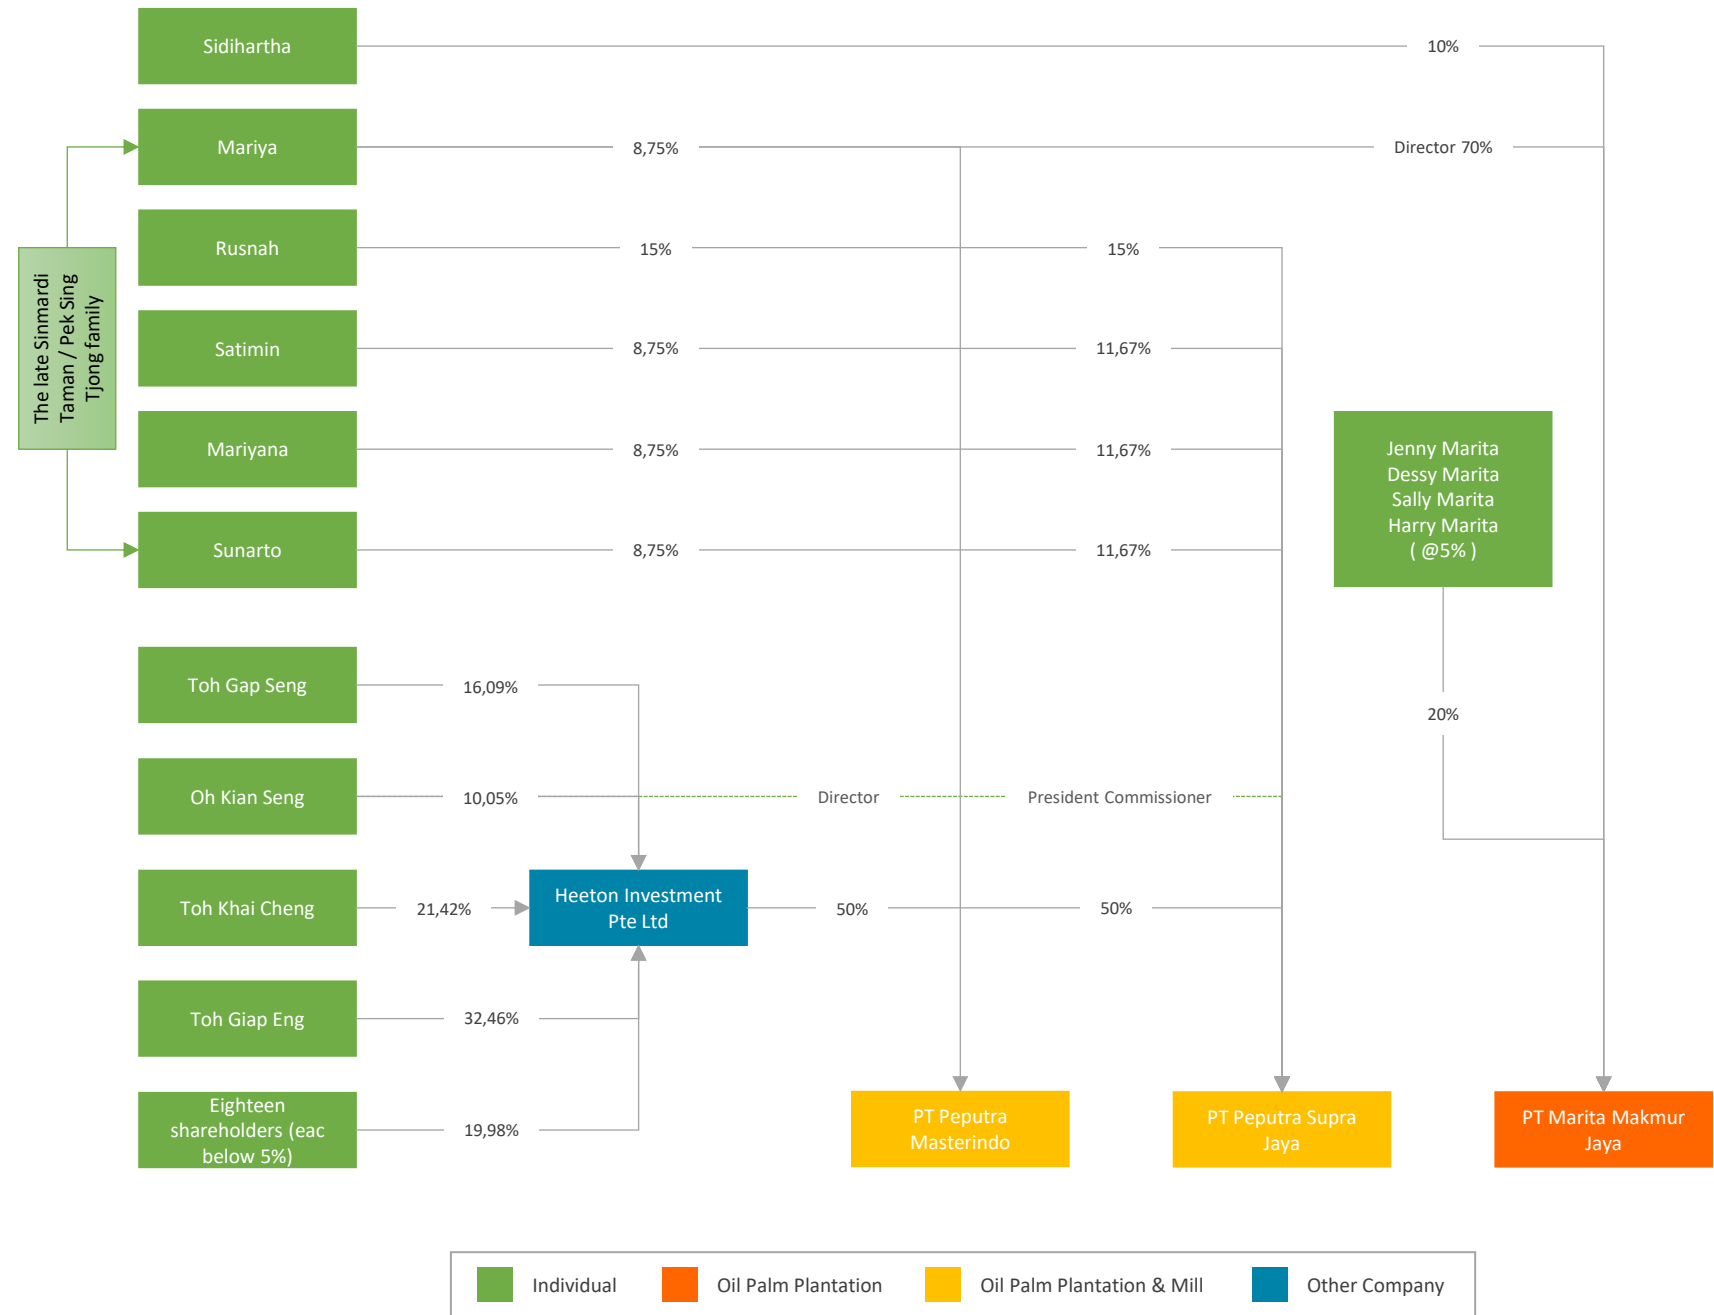 Sidihartha
10%
Mariya
8,75%
Director 70%
The late Sinmardi
Taman / Pek Sing
Tjong family
Rusnah
15%
15%
Satimin
8,75%
11,67%
Mariyana
8,75%
11,67%
Jenny Marita
Dessy Marita
Sally Marita
Harry Marita
( @5% )
Sunarto
8,75%
11,67%
Toh Gap Seng
16,09%
20%
Oh Kian Seng
10,05%
Director
President Commissioner
Toh Khai Cheng
21,42%
Heeton Investment
Pte Ltd
50%
50%
Toh Giap Eng
32,46%
Eighteen
shareholders (eac
below 5%)
19,98%
PT Peputra
Masterindo
PT Peputra Supra
Jaya
PT Marita Makmur
Jaya
Individual
Oil Palm Plantation
Oil Palm Plantation & Mill
Other Company